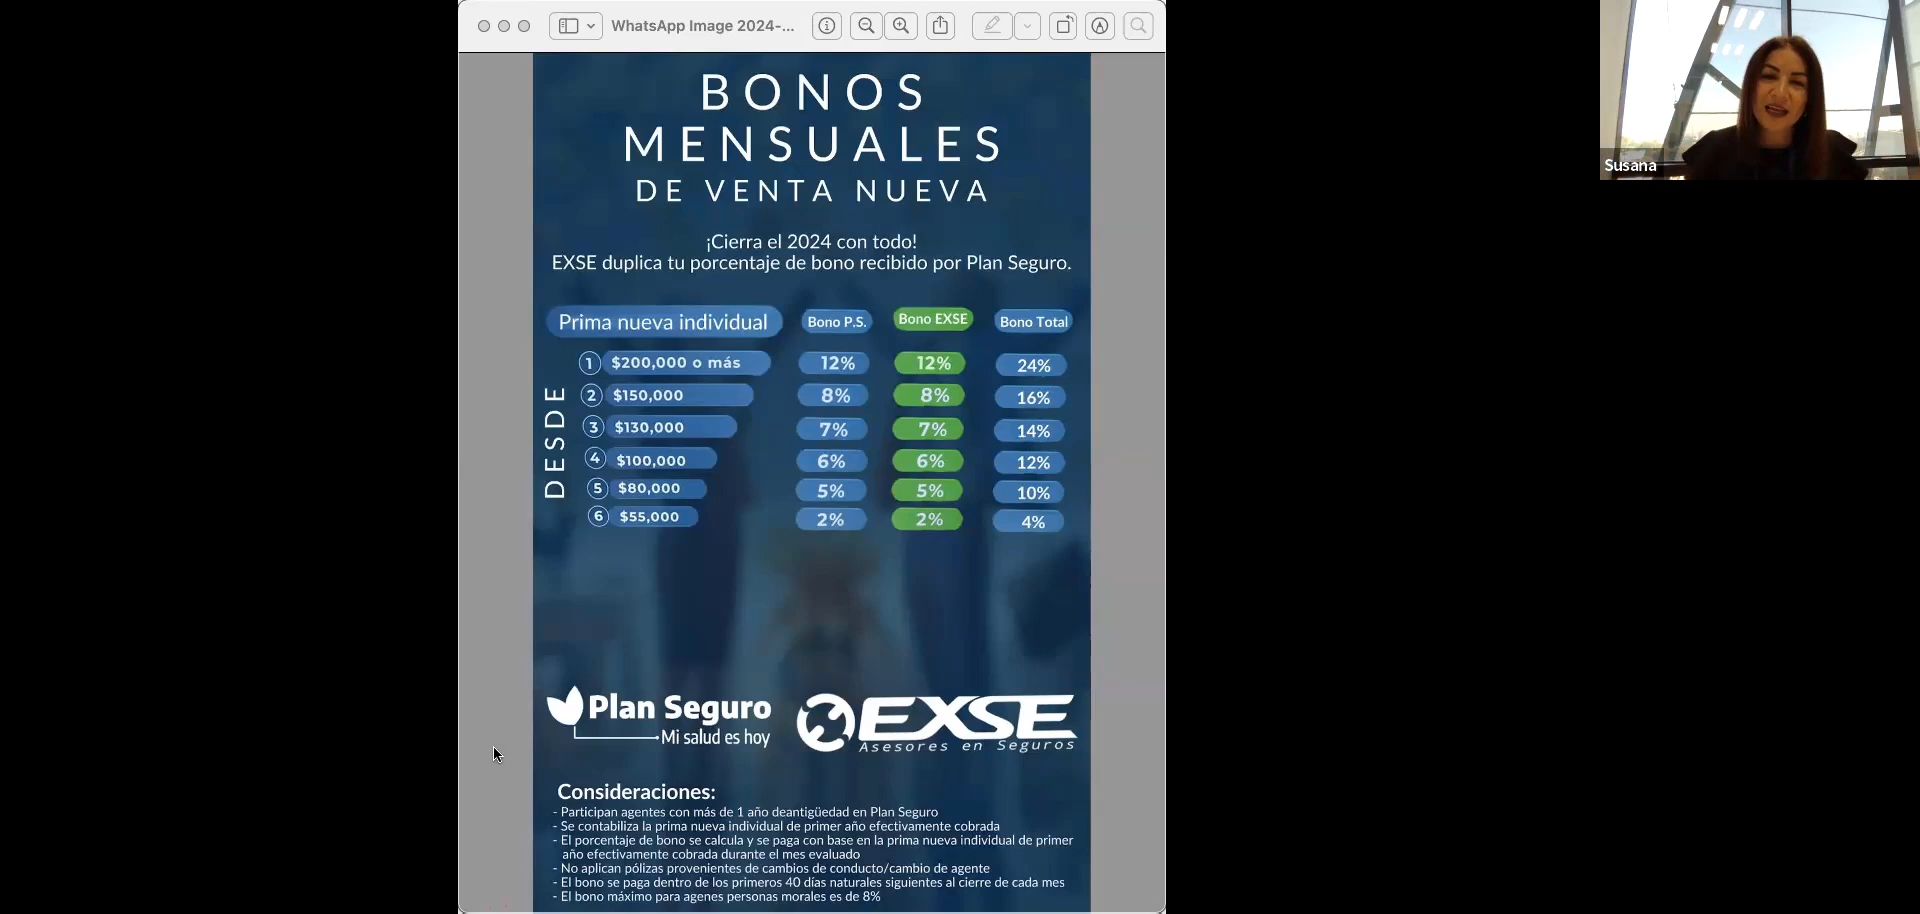 WhatsApp Image 2024-...
BONOS
MENSUALES
DE VENTA NUEVA
¡Cierra el 2024 con todo!
EXSE duplica tu porcentaje de bono recibido por Plan Seguro.
Prima nueva individual Bono P.S. Bono EXSE Bono Total
DESDE
1 $200,000 o más 12% 12% 24%
2 $150,000 8% 8% 16%
3 $130,000 7% 7% 14%
4 $100,000 6% 6% 12%
5 $80,000 5% 5% 10%
6 $55,000 2% 2% 4%
Plan Seguro
Mi salud es hoy
EXSE
Asesores en Seguros
Consideraciones:
- Participan agentes con más de 1 año deantigüedad en Plan Seguro
- Se contabiliza la prima nueva individual de primer año efectivamente cobrada
- El porcentaje de bono se calcula y se paga con base en la prima nueva individual de primer
año efectivamente cobrada durante el mes evaluado
- No aplican pólizas provenientes de cambios de conducto/cambio de agente
- El bono se paga dentro de los primeros 40 días naturales siguientes al cierre de cada mes
- El bono máximo para agenes personas morales es de 8%
Susana